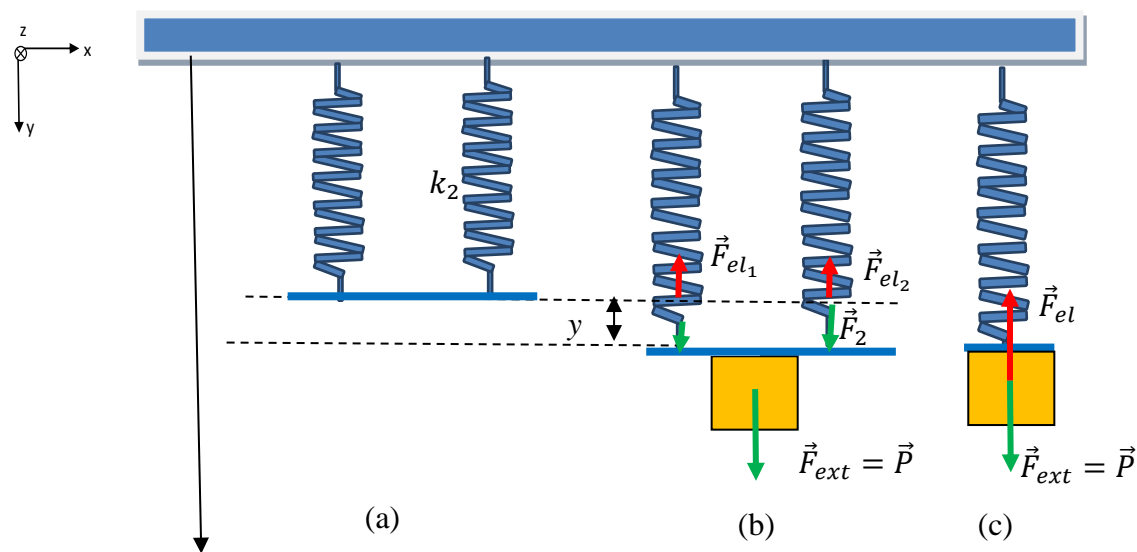 z
x
y
k₂
F⃗ₑₗ₁
F⃗ₑₗ₂
F⃗ₑₗ
y
F⃗₂
F⃗ₑₓₜ = P⃗
F⃗ₑₓₜ = P⃗
(a)
(b)
(c)